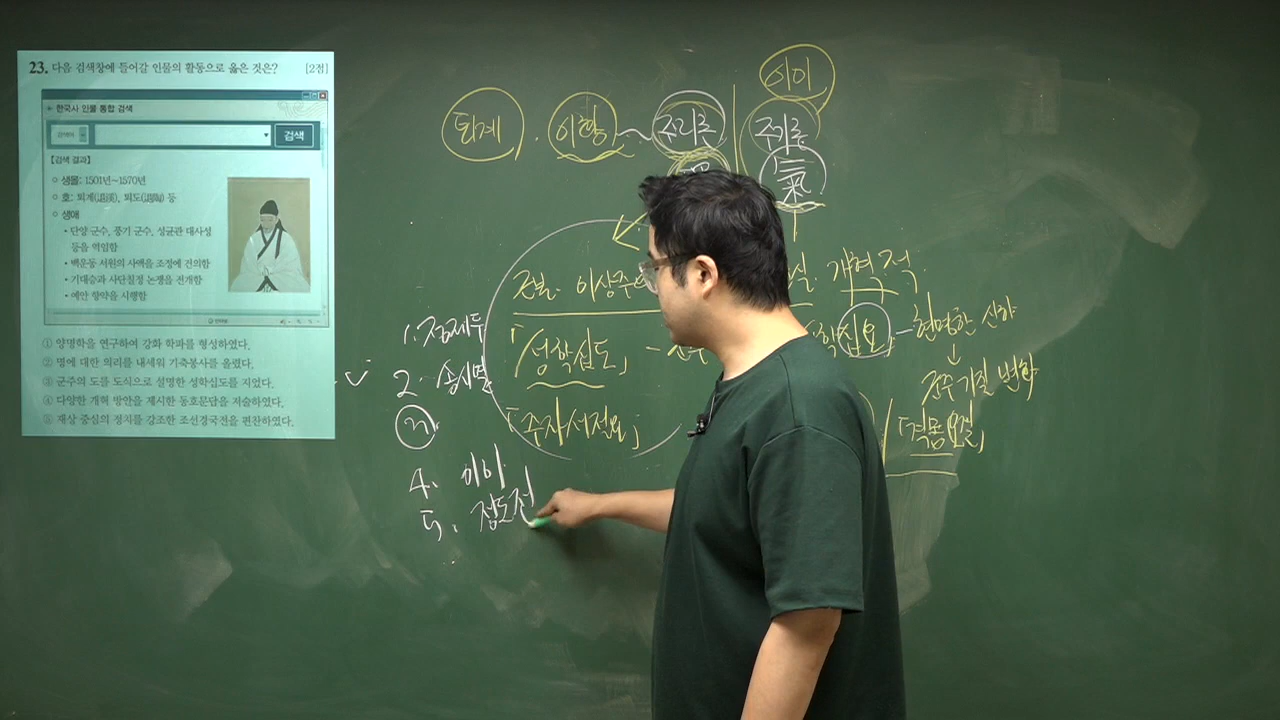 23. 다음 검색창에 들어갈 인물의 활동으로 옳은 것은? [2점]
한국사 인물 통합 검색
검색
【검색 결과】
○ 생몰: 1501년~1570년
○ 호: 퇴계(退溪), 퇴도(退陶) 등
○ 생애
• 단양 군수, 풍기 군수, 성균관 대사성
등을 역임함
• 백운동 서원의 사액을 조정에 건의함
• 기대승과 사단칠정 논쟁을 전개함
• 예안 향약을 시행함
① 양명학을 연구하여 강화 학파를 형성하였다.
② 명에 대한 의리를 내세워 기축봉사를 올렸다.
③ 군주의 도를 도식으로 설명한 성학십도를 지었다.
④ 다양한 개혁 방안을 제시한 동호문답을 저술하였다.
⑤ 재상 중심의 정치를 강조한 조선경국전을 편찬하였다.
퇴계 · 이황 ~ 주리론
이이
주기론
氣
근본· 이상주의
실· 개혁적
「성학십도」 -
학십요 - 현명한 신하
↓
군주 기질 변화
「주자서절요」
「격몽요결」
1. 정제두
2. 송시열
4. 이이
5. 정도전